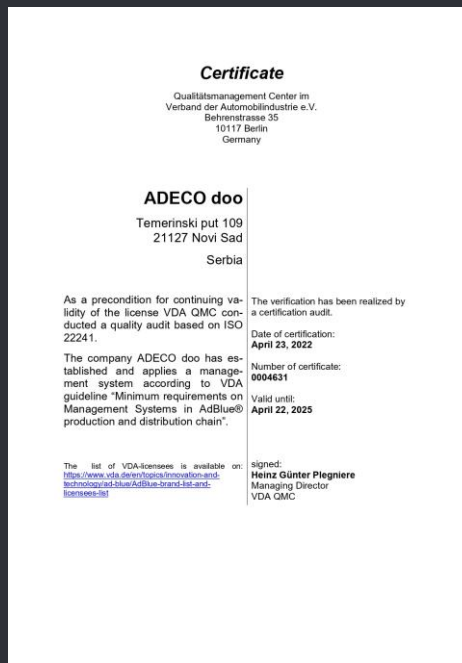 Certificate
Qualitätsmanagement Center im
Verband der Automobilindustrie e.V.
Behrenstrasse 35
10117 Berlin
Germany
ADECO doo
Temerinski put 109
21127 Novi Sad
Serbia
As a precondition for continuing va-
lidity of the license VDA QMC con-
ducted a quality audit based on ISO
22241.
The company ADECO doo has es-
tablished and applies a manage-
ment system according to VDA
guideline "Minimum requirements on
Management Systems in AdBlue®
production and distribution chain".
The list of VDA-licensees is available on:
https://www.vda.de/en/topics/innovation-and-
technology/ad-blue/AdBlue-brand-list-and-
licensees-list
The verification has been realized by
a certification audit.
Date of certification:
April 23, 2022
Number of certificate:
0004631
Valid until:
April 22, 2025
signed:
Heinz Günter Plegniere
Managing Director
VDA QMC